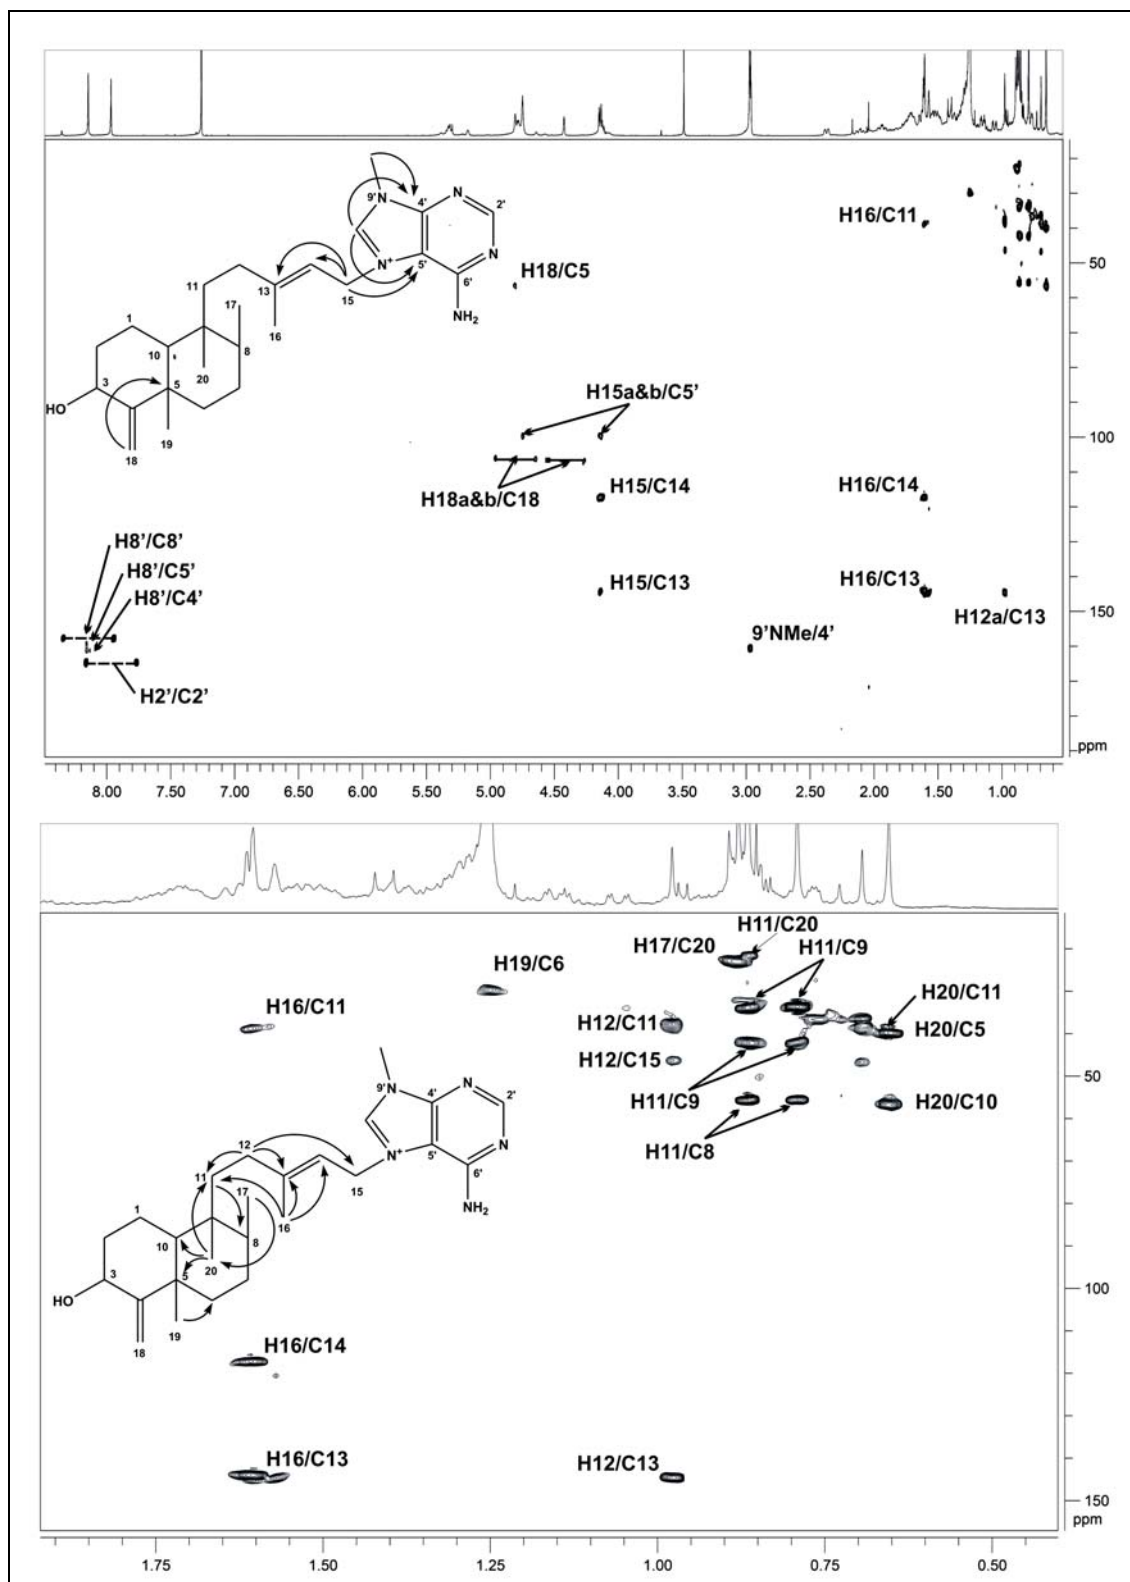 9'
N
4'
N
2'
N
5'
N+
6'
NH2
11
13
15
16
17
1
10
8
20
3
5
HO
19
18
H16/C11
H18/C5
H15a&b/C5'
H18a&b/C18
H15/C14
H16/C14
H8'/C8'
H8'/C5'
H8'/C4'
H15/C13
H16/C13
H12a/C13
9'NMe/4'
H2'/C2'
50
100
150
ppm
8.00 7.50 7.00 6.50 6.00 5.50 5.00 4.50 4.00 3.50 3.00 2.50 2.00 1.50 1.00
H11/C20
H17/C20
H11/C9
H19/C6
H16/C11
H20/C11
H12/C11
H20/C5
H12/C15
H11/C9
H20/C10
H11/C8
9'
N
4'
N
2'
N
5'
N+
6'
NH2
12
11
15
17
16
1
10
8
20
3
5
HO
19
18
H16/C14
H16/C13
H12/C13
50
100
150
ppm
1.75 1.50 1.25 1.00 0.75 0.50